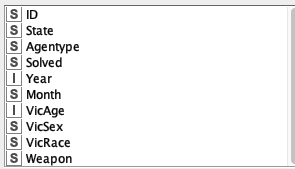 S ID
S State
S Agentype
S Solved
I Year
S Month
I VicAge
S VicSex
S VicRace
S Weapon